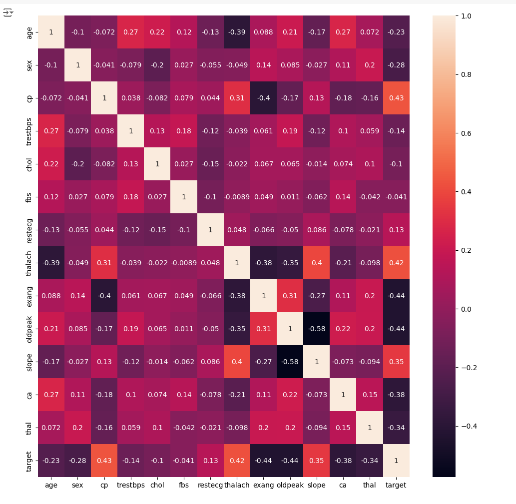 age 1 -0.1 -0.072 0.27 0.22 0.12 -0.13 -0.39 0.088 0.21 -0.17 0.27 0.072 -0.23
sex -0.1 1 -0.041 -0.079 -0.2 0.027 -0.055 -0.049 0.14 0.085 -0.027 0.11 0.2 -0.28
cp -0.072 -0.041 1 0.038 -0.082 0.079 0.044 0.31 -0.4 -0.17 0.13 -0.18 -0.16 0.43
trestbps 0.27 -0.079 0.038 1 0.13 0.18 -0.12 -0.039 0.061 0.19 -0.12 0.1 0.059 -0.14
chol 0.22 -0.2 -0.082 0.13 1 0.027 -0.15 -0.022 0.067 0.065 -0.014 0.074 0.1 -0.1
fbs 0.12 0.027 0.079 0.18 0.027 1 -0.1 -0.0089 0.049 0.011 -0.062 0.14 -0.042 -0.041
restecg -0.13 -0.055 0.044 -0.12 -0.15 -0.1 1 0.048 -0.066 -0.05 0.086 -0.078 -0.021 0.13
thalach -0.39 -0.049 0.31 -0.039 -0.022 -0.0089 0.048 1 -0.38 -0.35 0.4 -0.21 -0.098 0.42
exang 0.088 0.14 -0.4 0.061 0.067 0.049 -0.066 -0.38 1 0.31 -0.27 0.11 0.2 -0.44
oldpeak 0.21 0.085 -0.17 0.19 0.065 0.011 -0.05 -0.35 0.31 1 -0.58 0.22 0.2 -0.44
slope -0.17 -0.027 0.13 -0.12 -0.014 -0.062 0.086 0.4 -0.27 -0.58 1 -0.073 -0.094 0.35
ca 0.27 0.11 -0.18 0.1 0.074 0.14 -0.078 -0.21 0.11 0.22 -0.073 1 0.15 -0.38
thal 0.072 0.2 -0.16 0.059 0.1 -0.042 -0.021 -0.098 0.2 0.2 -0.094 0.15 1 -0.34
target -0.23 -0.28 0.43 -0.14 -0.1 -0.041 0.13 0.42 -0.44 -0.44 0.35 -0.38 -0.34 1
age sex cp trestbps chol fbs restecg thalach exang oldpeak slope ca thal target
1.0
0.8
0.6
0.4
0.2
0.0
−0.2
−0.4